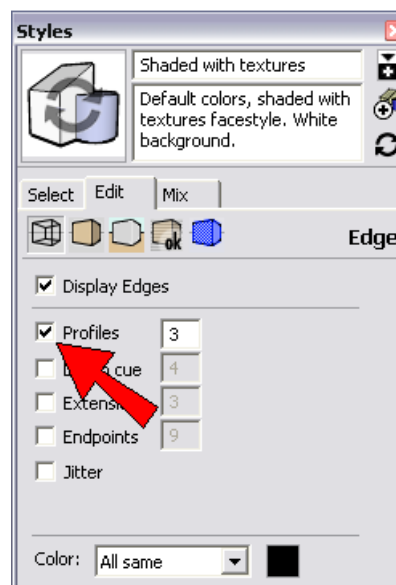 Styles
Shaded with textures
Default colors, shaded with
textures facestyle. White
background.
Select Edit Mix
ok
Edge
Display Edges
Profiles 3
cue 4
3
Endpoints 9
Jitter
Color: All same